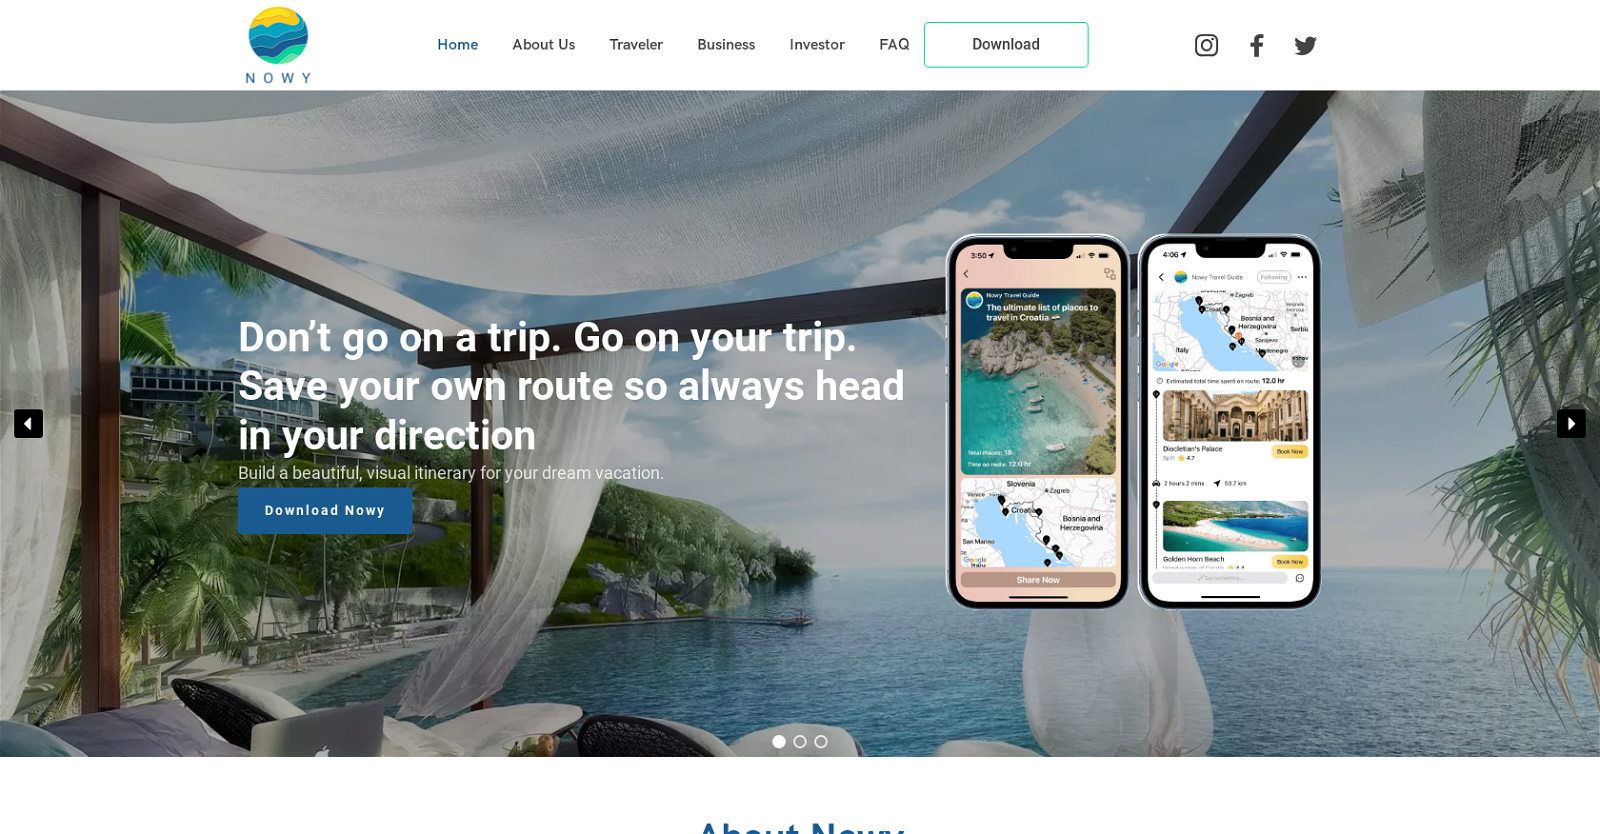 NOWY
Home
About Us
Traveler
Business
Investor
FAQ
Download
Don’t go on a trip. Go on your trip.
Save your own route so always head
in your direction
Build a beautiful, visual itinerary for your dream vacation.
Download Nowy
3:50
Nowy Travel Guide
The ultimate list of places to
travel in Croatia
Total Places: 18
Time on route: 12.0 hr
Slovenia
Venice
Zagreb
Croatia
Bosnia and
Herzegovina
San Marino
Google
Italy
Share Now
4:06
Nowy Travel Guide
Following
Zagreb
Bosnia and
Herzegovina
Sarajevo
Serbia
Italy
Montenegro
Google
Estimated total time spent on route: 12.0 hr
Diocletian's Palace
Split 4.7
Book Now
2 hours 2 mins
53.7 km
Golden Horn Beach
Book Now
Say something...
About Nowy